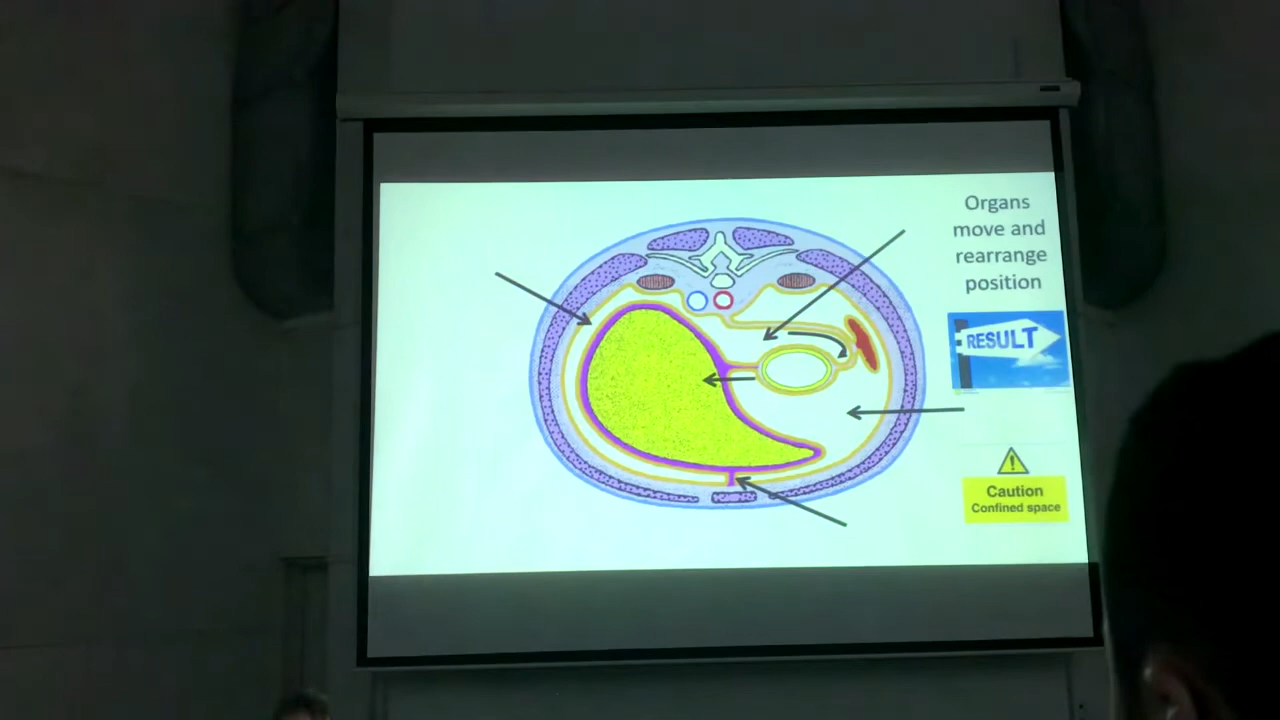 Organs
move and
rearrange
position
RESULT
Caution
Confined space